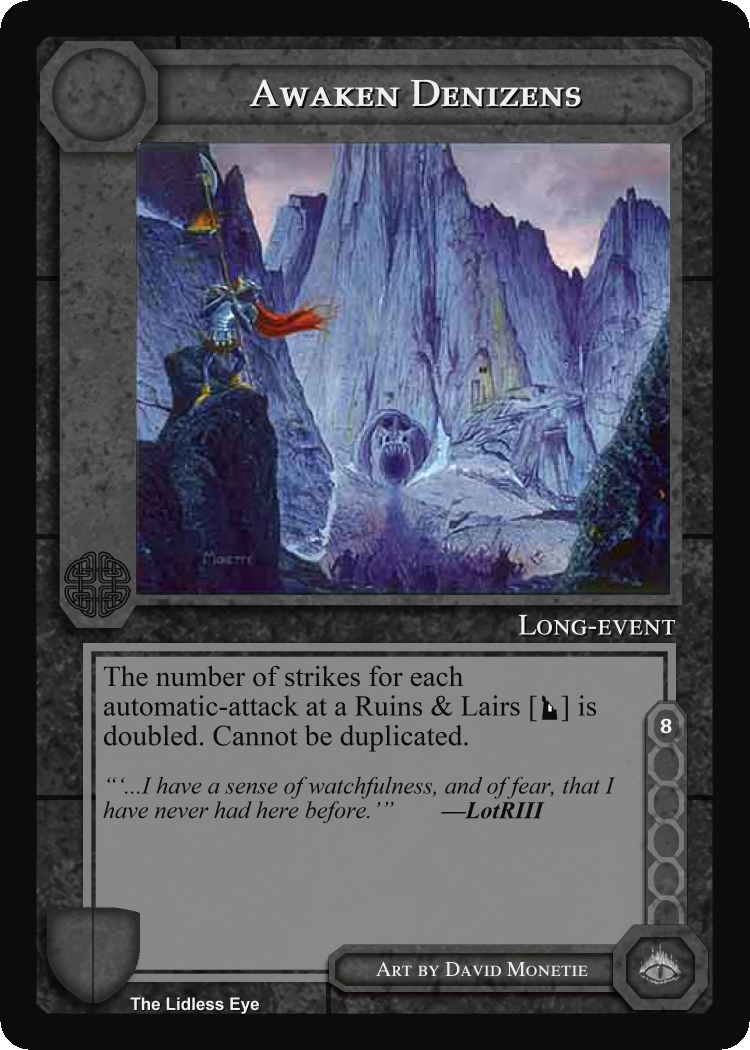 Awaken Denizens
Monette
Long-event
The number of strikes for each
automatic-attack at a Ruins & Lairs [ ] is
doubled. Cannot be duplicated.
8
“‘...I have a sense of watchfulness, and of fear, that I
have never had here before.’” —LotRIII
Art by David Monetie
The Lidless Eye